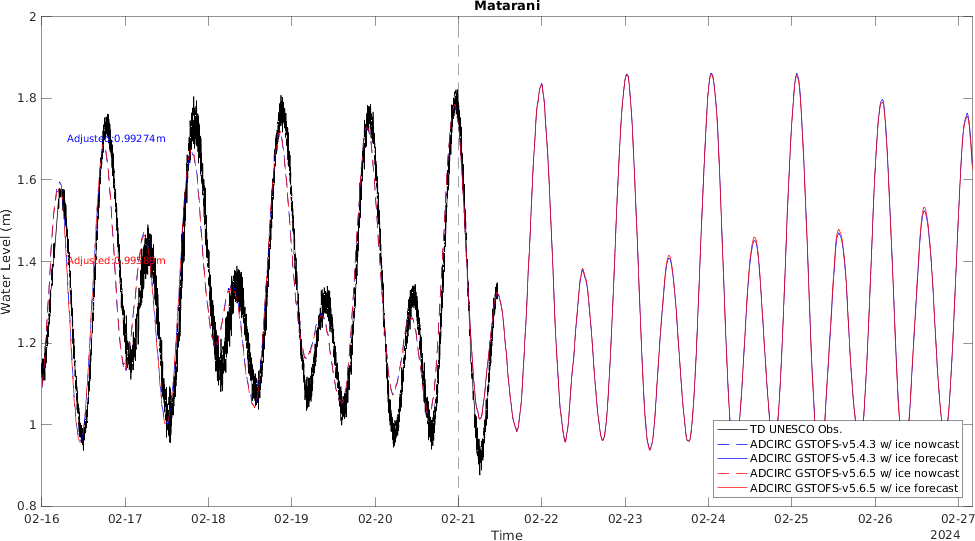 Matarani
Water Level (m)
2
1.8
1.6
1.4
1.2
1
0.8
Adjusted:0.99274m
02-16
02-17
02-18
02-19
02-20
02-21
02-22
02-23
02-24
02-25
02-26
02-27
Time
2024
TD UNESCO Obs.
ADCIRC GSTOFS-v5.4.3 w/ ice nowcast
ADCIRC GSTOFS-v5.4.3 w/ ice forecast
ADCIRC GSTOFS-v5.6.5 w/ ice nowcast
ADCIRC GSTOFS-v5.6.5 w/ ice forecast